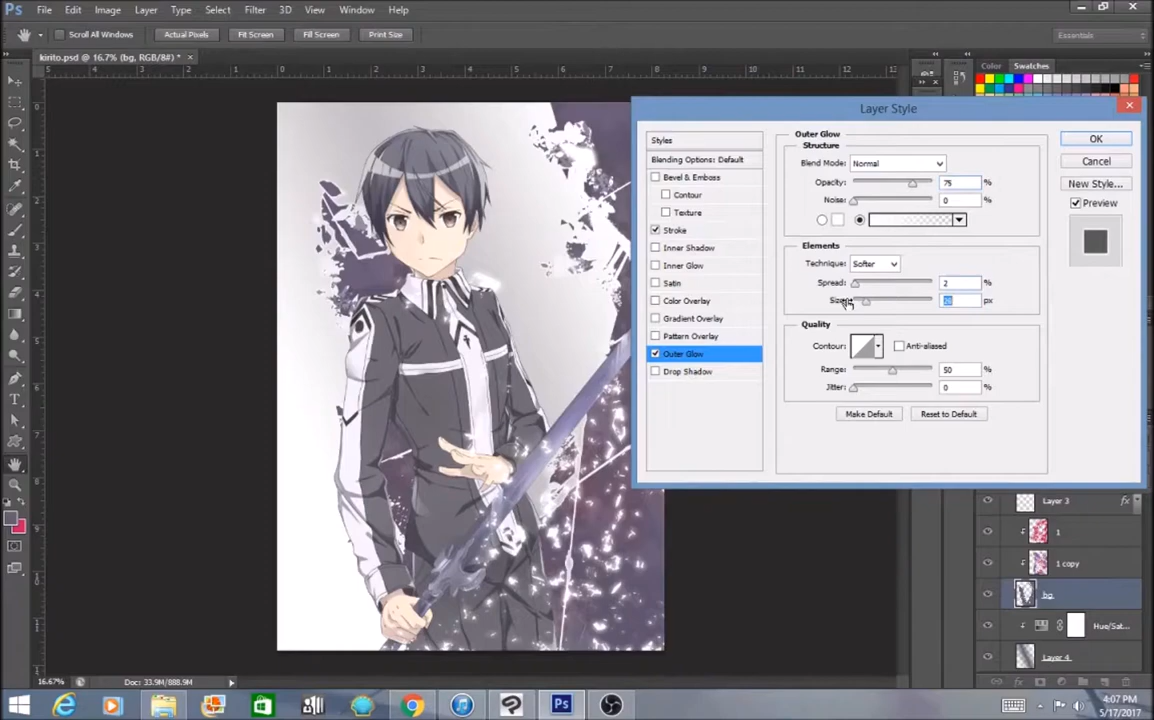 Ps File Edit Image Layer Type Select Filter 3D View Window Help
Scroll All Windows Actual Pixels Fit Screen Fill Screen Print Size Essentials
kirito.psd @ 16.7% (bg, RGB/8#) * ×
Color Swatches
Layer Style
Styles
Blending Options: Default
Bevel & Emboss
Contour
Texture
Stroke
Inner Shadow
Inner Glow
Satin
Color Overlay
Gradient Overlay
Pattern Overlay
Outer Glow
Drop Shadow
Outer Glow
Structure
Blend Mode: Normal
Opacity: 75 %
Noise: 0 %
Elements
Technique: Softer
Spread: 2 %
px
Quality
Contour: Anti-aliased
Range: 50 %
Jitter: 0 %
Make Default Reset to Default
OK
Cancel
New Style...
Preview
Layer 3 fx
1
1 copy
bg
Hue/Sat...
Layer 4
16.67% Doc: 33.9M/888.9M
4:07 PM
5/17/2017